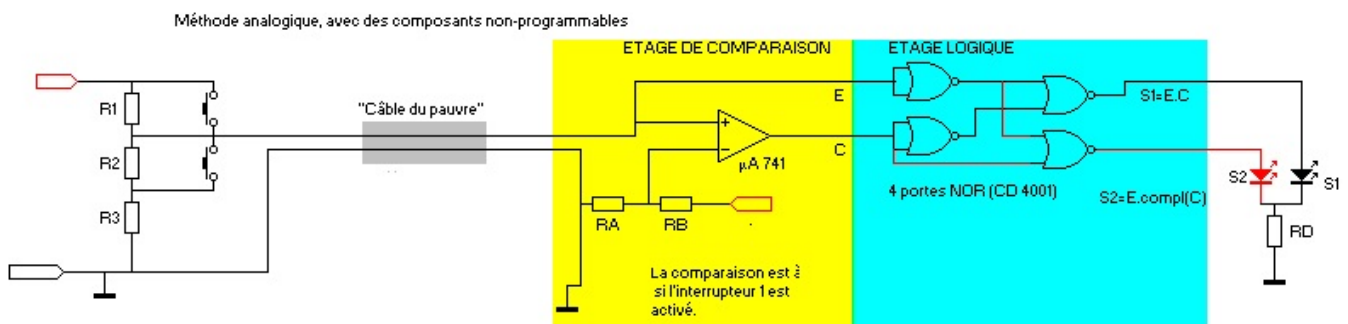 Méthode analogique, avec des composants non-programmables
ETAGE DE COMPARAISON
ETAGE LOGIQUE
R1
"Câble du pauvre"
E
S1=E.C
+
R2
C
µA 741
4 portes NOR (CD 4001)
S2
S1
R3
S2=E.compl(C)
RA
RB
RD
La comparaison est à
si l'interrupteur 1 est
activé.